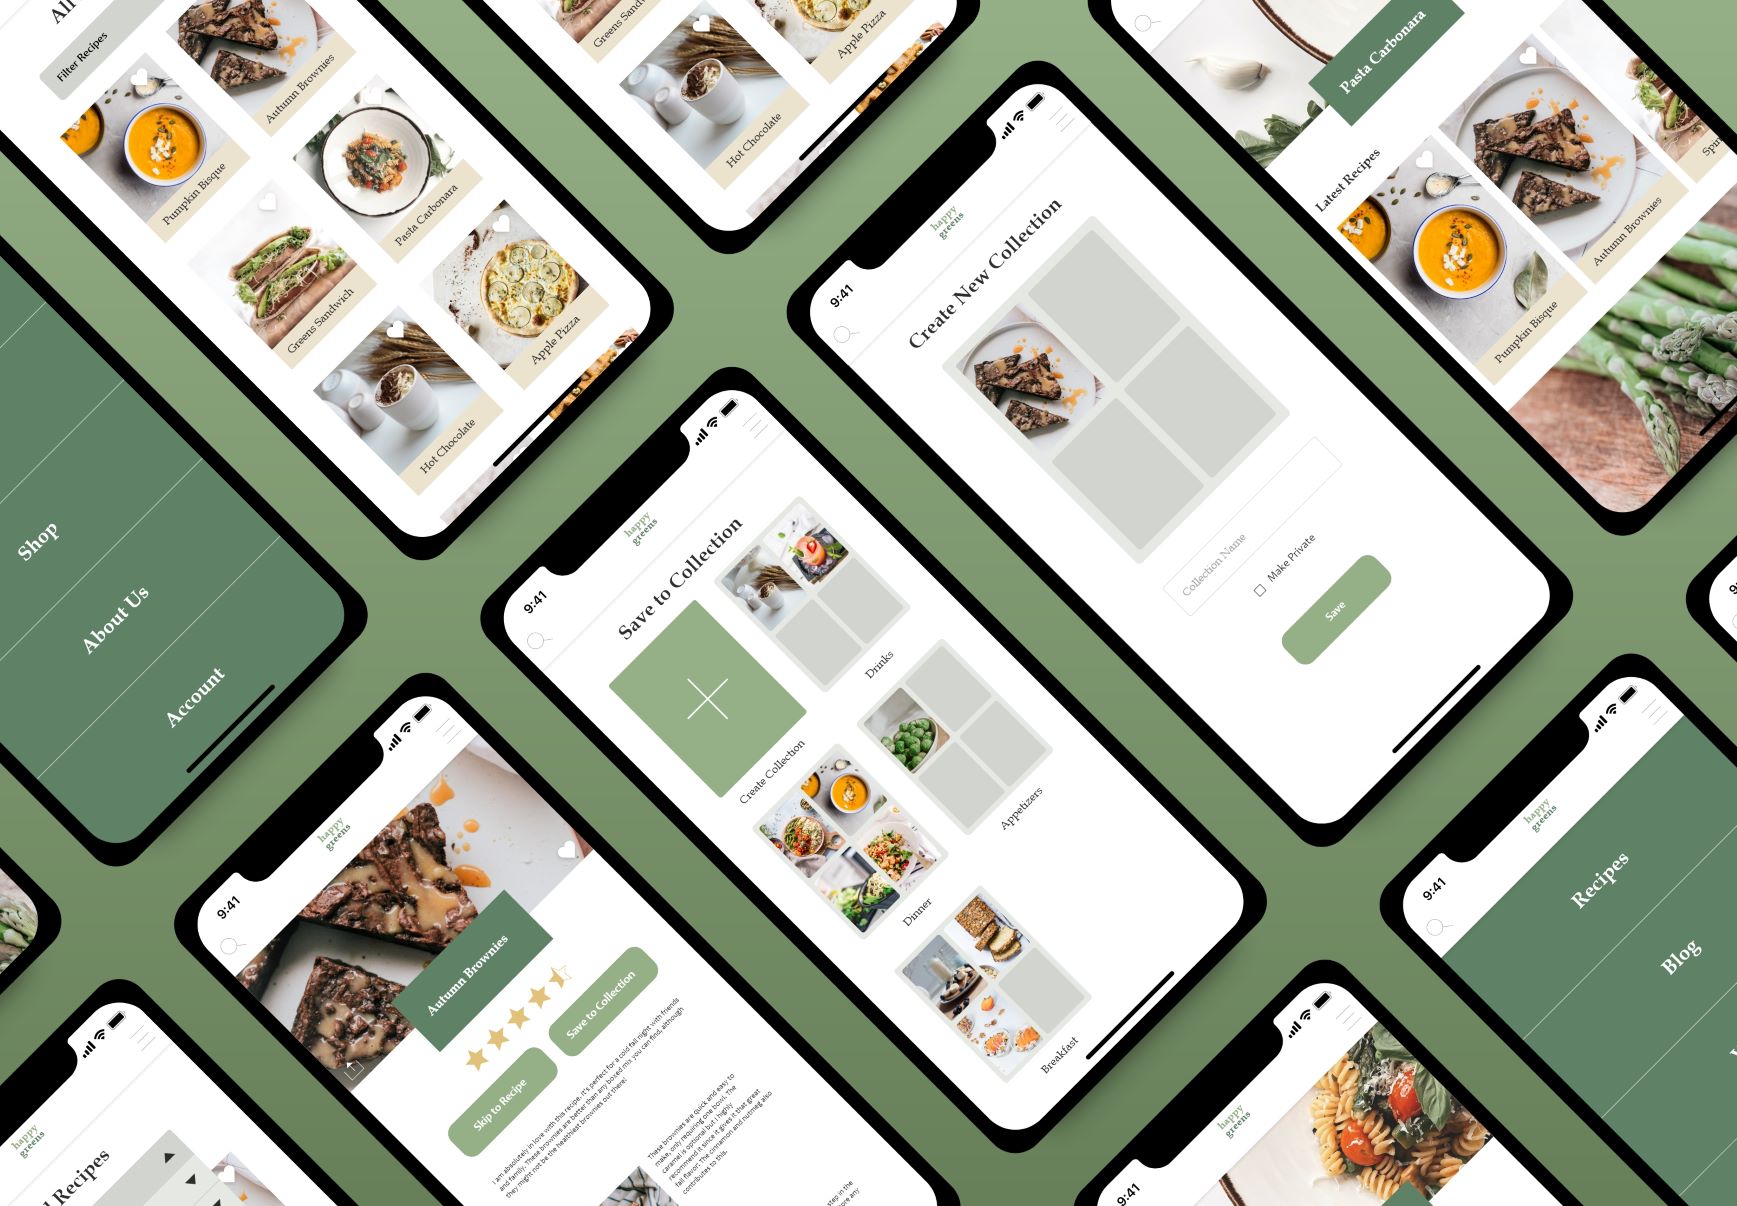 All
Filter Recipes
Autumn Brownies
Pumpkin Bisque
Pasta Carbonara
Greens Sandwich
Apple Pizza
Hot Chocolate
Apple Pizza
Hot Chocolate
Pasta Carbonara
Latest Recipes
Autumn Brownies
Pumpkin Bisque
9:41
happy
greens
Create New Collection
Collection Name
Make Private
Save
Shop
About Us
Account
9:41
happy
greens
Save to Collection
Drinks
Create Collection
Appetizers
Dinner
Breakfast
9:41
happy
greens
Autumn Brownies
Skip to Recipe
Save to Collection
I am absolutely in love with this recipe. It's perfect for a cold fall night with friends
and family. These brownies are better than any boxed mix you can find, although
they might not be the healthiest brownies out there!
These brownies are quick and easy to
make, only requiring one bowl. The
caramel is optional but I highly
recommend it since it gives it that great
fall flavor. The cinnamon and nutmeg also
contributes to this.
9:41
happy
greens
Recipes
Blog
happy
greens
Recipes
9:41
happy
greens